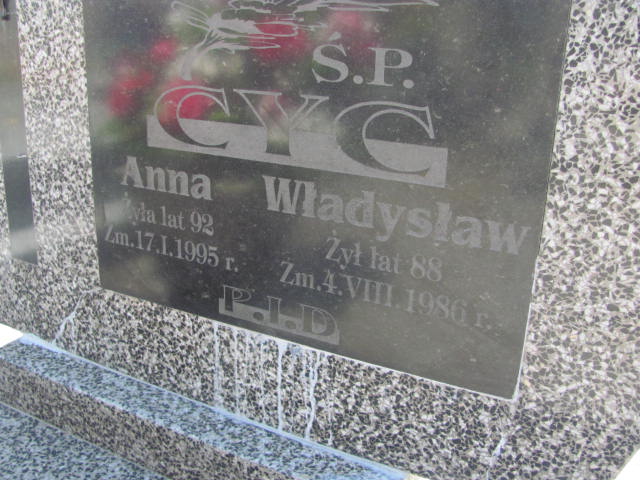 Ś.P.
CYC
Anna
Żyła lat 92
Zm.17.I.1995 r.
Władysław
Żył lat 88
Zm.4.VIII.1986 r.
P.I.D